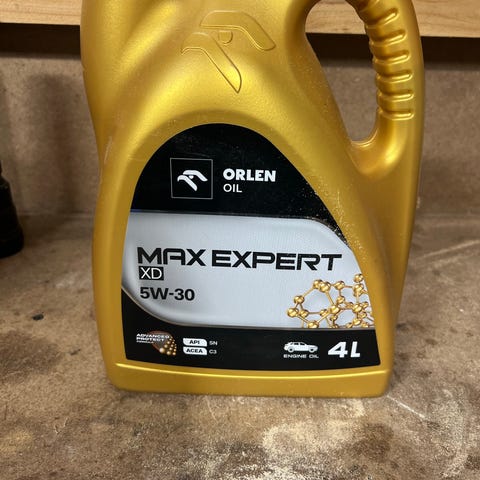 ORLEN
OIL
MAX EXPERT
XD
5W-30
ADVANCED
PROTECT
API SN
ACEA C3
ENGINE OIL
4L